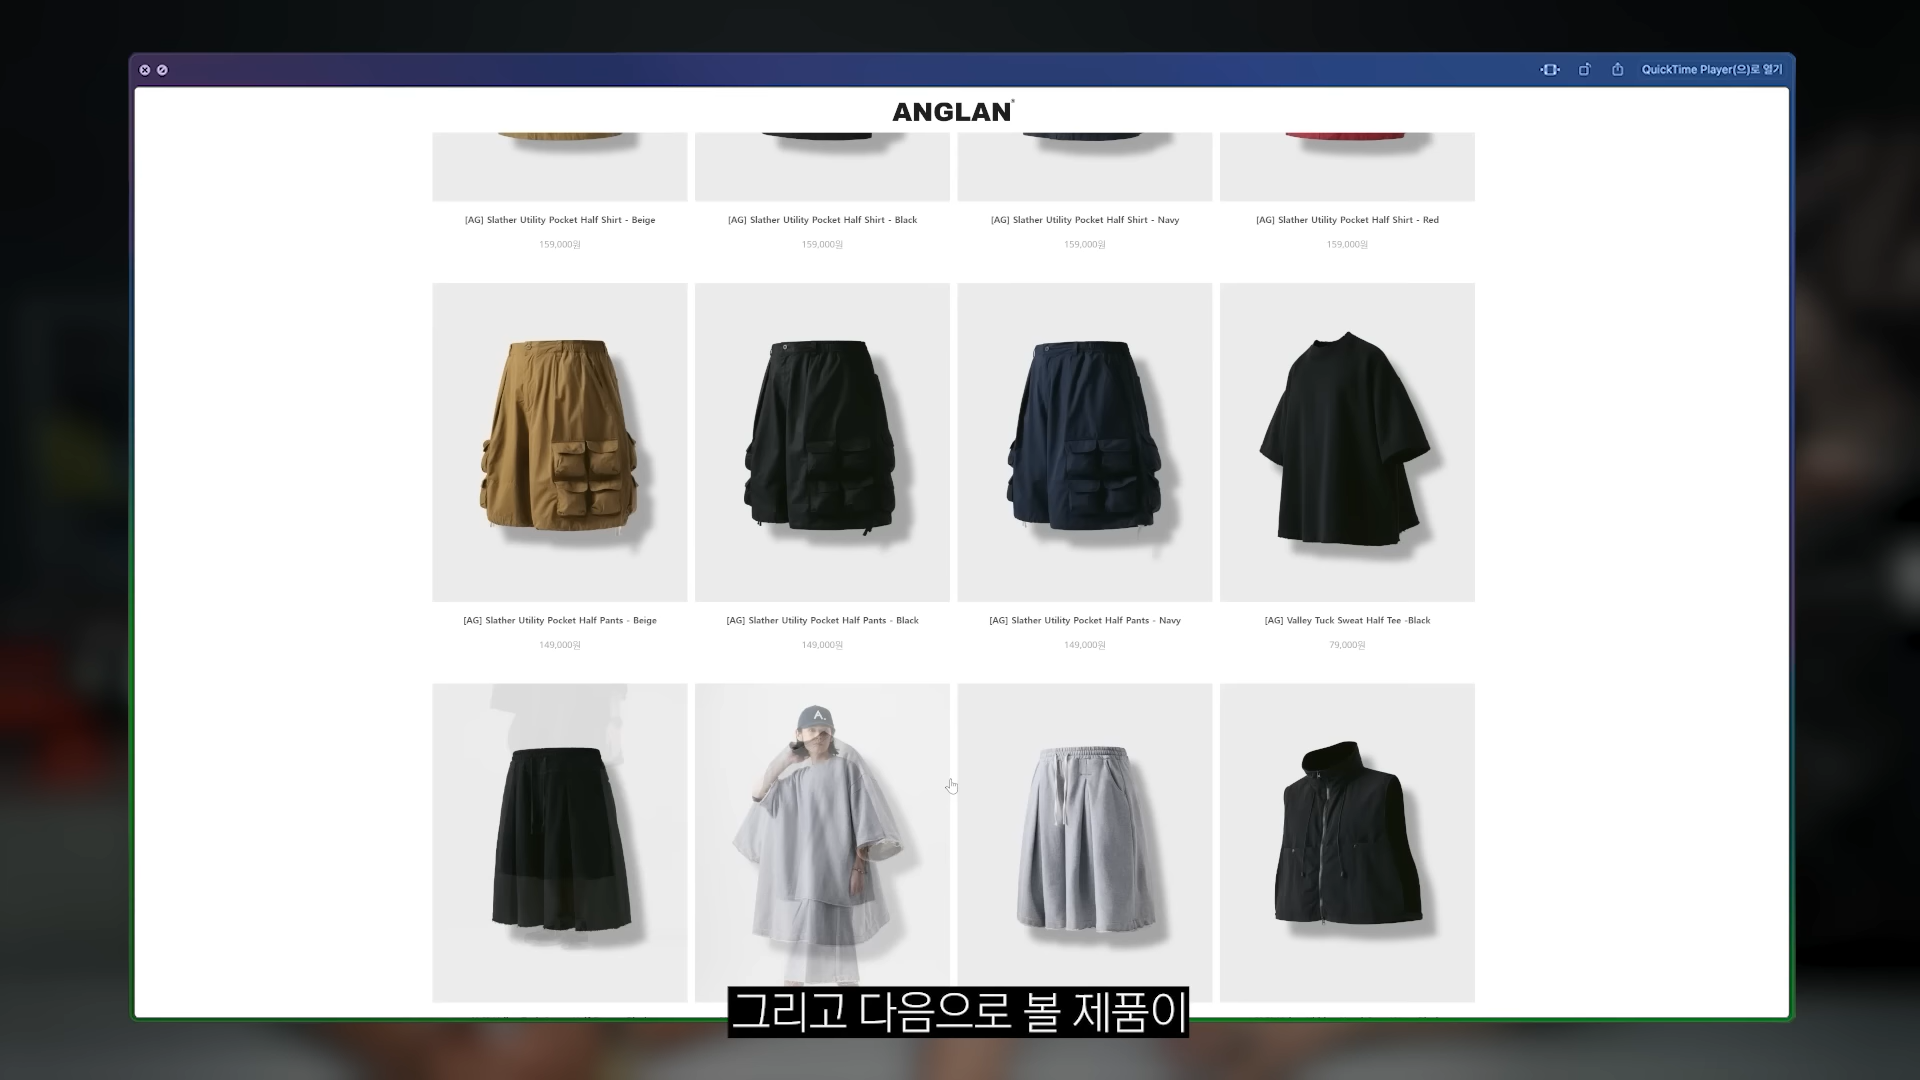 QuickTime Player(으)로 열기
ANGLAN
[AG] Slather Utility Pocket Half Shirt - Beige
159,000원
[AG] Slather Utility Pocket Half Shirt - Black
159,000원
[AG] Slather Utility Pocket Half Shirt - Navy
159,000원
[AG] Slather Utility Pocket Half Shirt - Red
159,000원
[AG] Slather Utility Pocket Half Pants - Beige
149,000원
[AG] Slather Utility Pocket Half Pants - Black
149,000원
[AG] Slather Utility Pocket Half Pants - Navy
149,000원
[AG] Valley Tuck Sweat Half Tee -Black
79,000원
A.
그리고 다음으로 볼 제품이